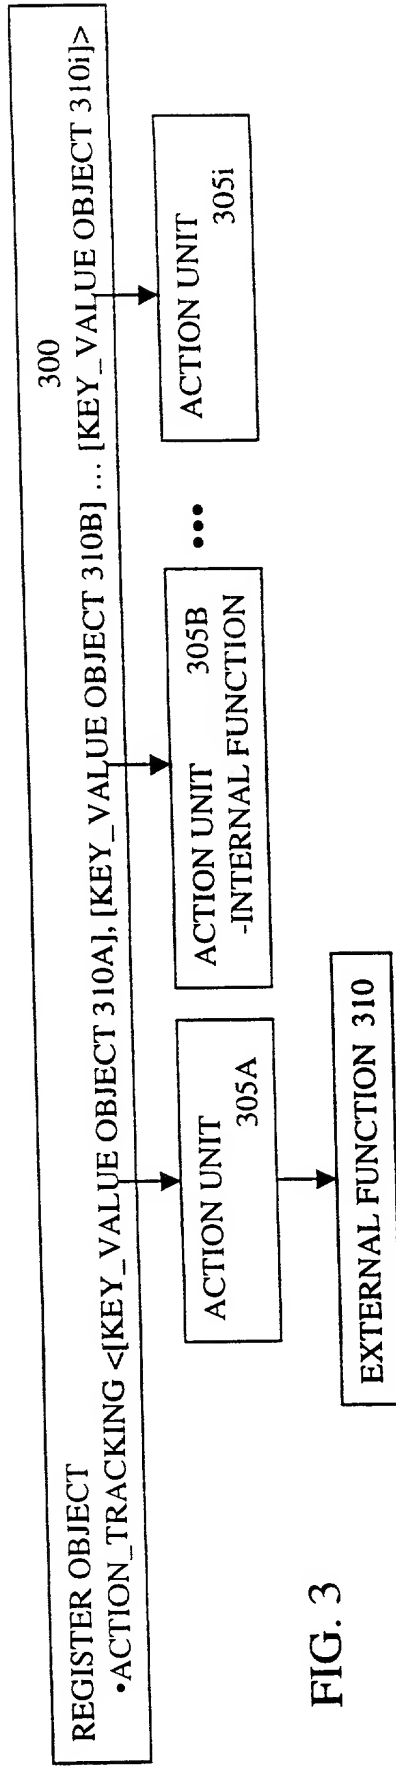 REGISTER OBJECT 300
•ACTION_TRACKING <[KEY_VALUE OBJECT 310A], [KEY_VALUE OBJECT 310B] ... [KEY_VALUE OBJECT 310i]>
ACTION UNIT
305A
ACTION UNIT 305B
-INTERNAL FUNCTION
•••
ACTION UNIT
305i
EXTERNAL FUNCTION 310
FIG. 3